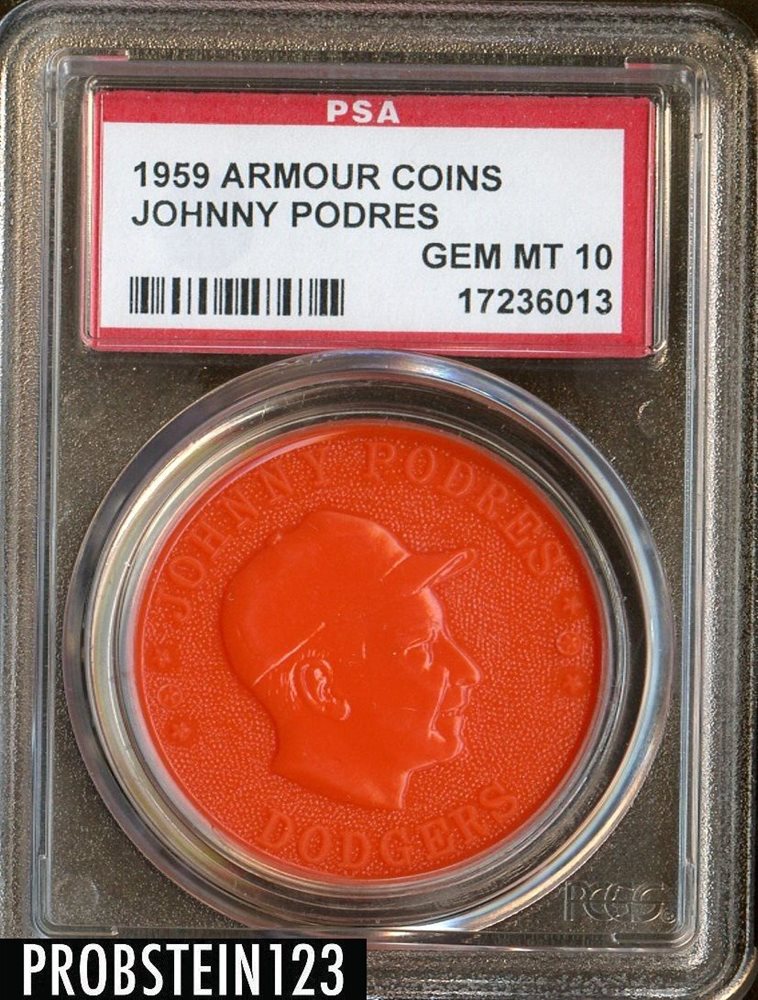 PSA
1959 ARMOUR COINS
JOHNNY PODRES
GEM MT 10
17236013
JOHNNY PODRES
DODGERS
PCGS
PROBSTEIN123